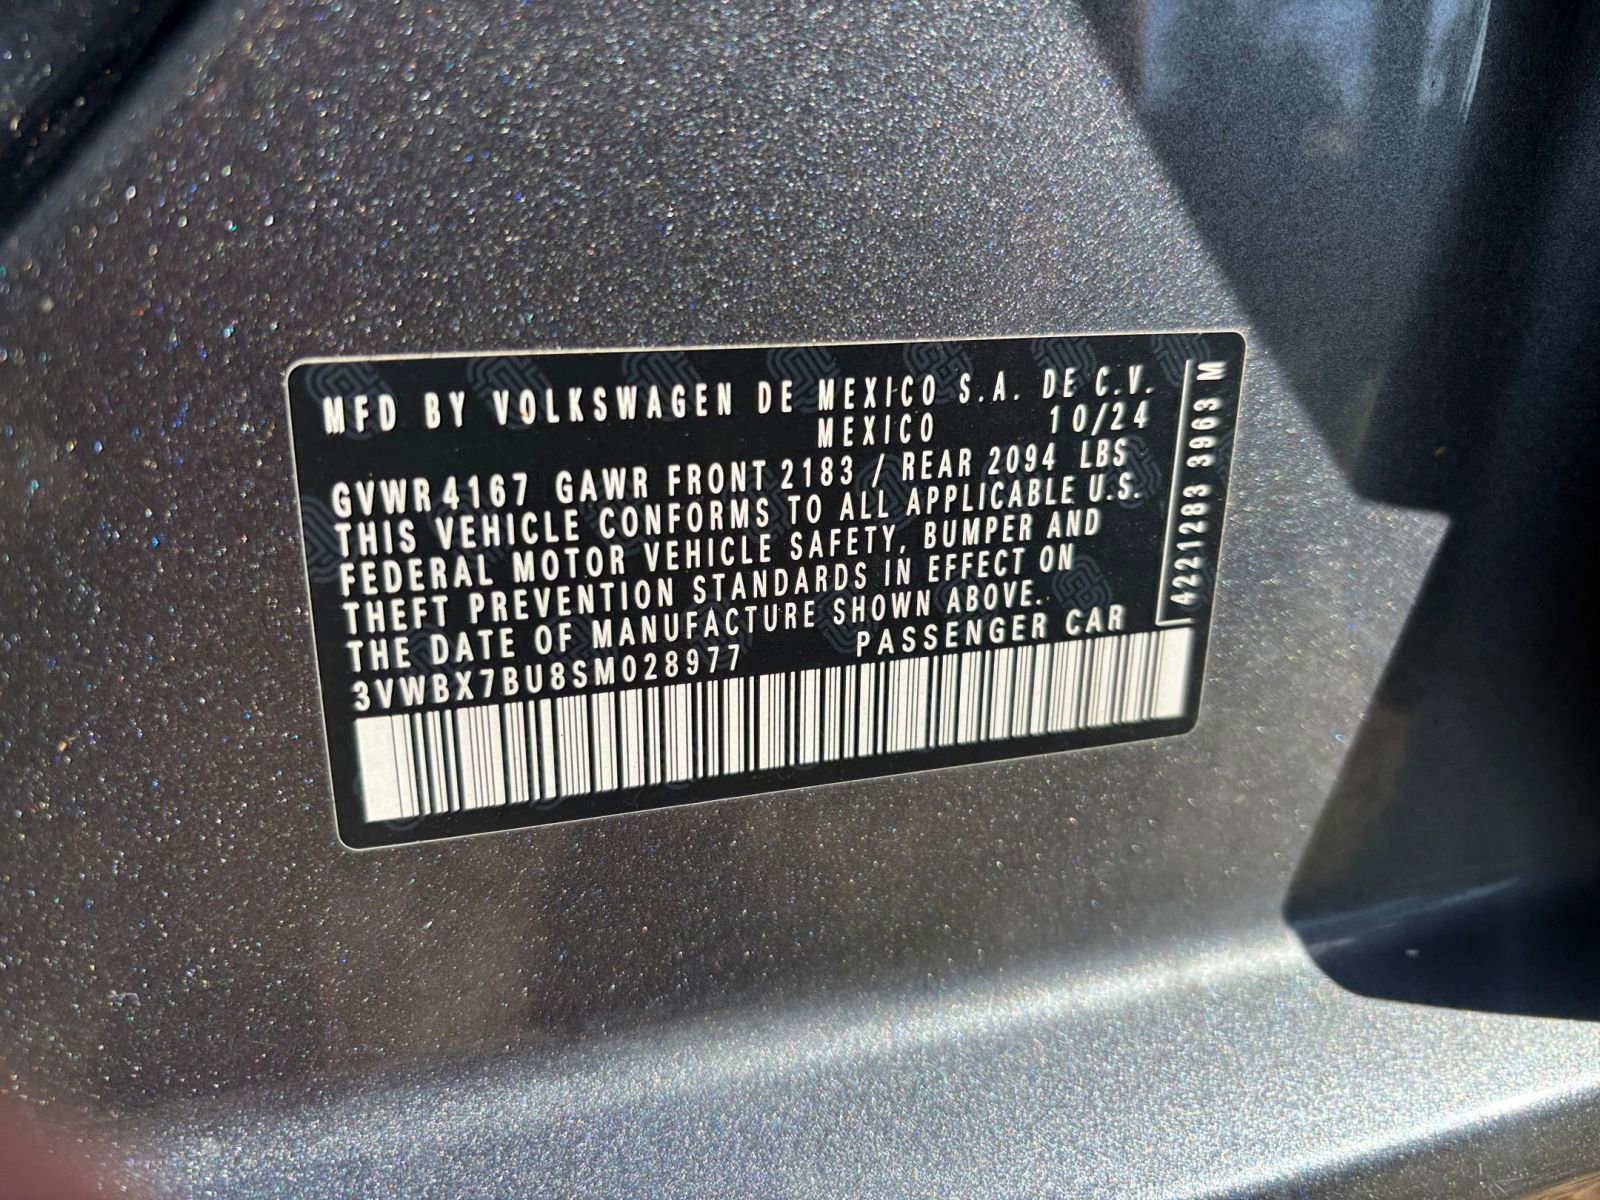 MFD BY VOLKSWAGEN DE MEXICO S.A. DE C.V.
MEXICO 10/24
GVWR 4167 GAWR FRONT 2183 / REAR 2094 LBS
THIS VEHICLE CONFORMS TO ALL APPLICABLE U.S.
FEDERAL MOTOR VEHICLE SAFETY, BUMPER AND
THEFT PREVENTION STANDARDS IN EFFECT ON
THE DATE OF MANUFACTURE SHOWN ABOVE.
3VWBX7BU8SM028977 PASSENGER CAR
4221283 3963 M